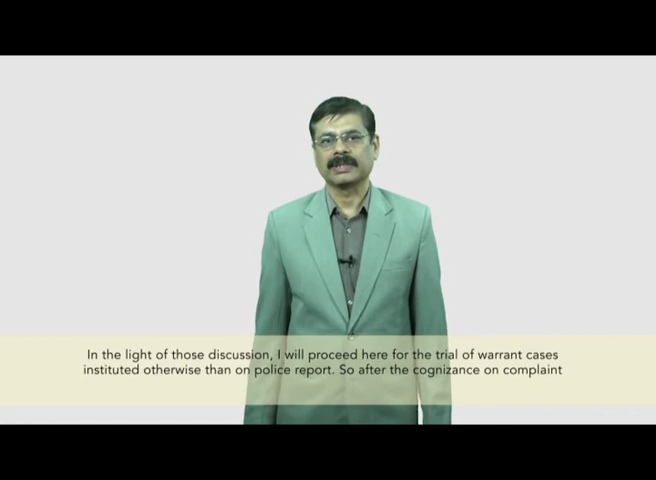 In the light of those discussion, I will proceed here for the trial of warrant cases
instituted otherwise than on police report. So after the cognizance on complaint